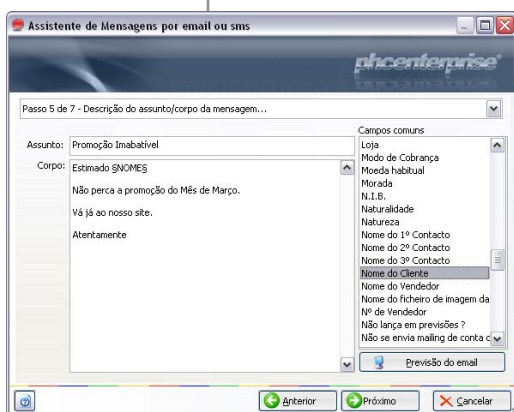 Assistente de Mensagens por email ou sms
phcenterprise
Passo 5 de 7 - Descrição do assunto/corpo da mensagem...
Assunto: Promoção Imabatível
Corpo: Estimado §NOME§
Não perca a promoção do Mês de Março.
Vá já ao nosso site.
Atentamente
Campos comuns
Loja
Modo de Cobrança
Moeda habitual
Morada
N.I.B.
Naturalidade
Natureza
Nome do 1º Contacto
Nome do 2º Contacto
Nome do 3º Contacto
Nome do Cliente
Nome do Vendedor
Nome do ficheiro de imagem da
Nº de Vendedor
Não lança em previsões ?
Não se envia mailing de conta c
Previsão do email
Anterior
Próximo
Cancelar